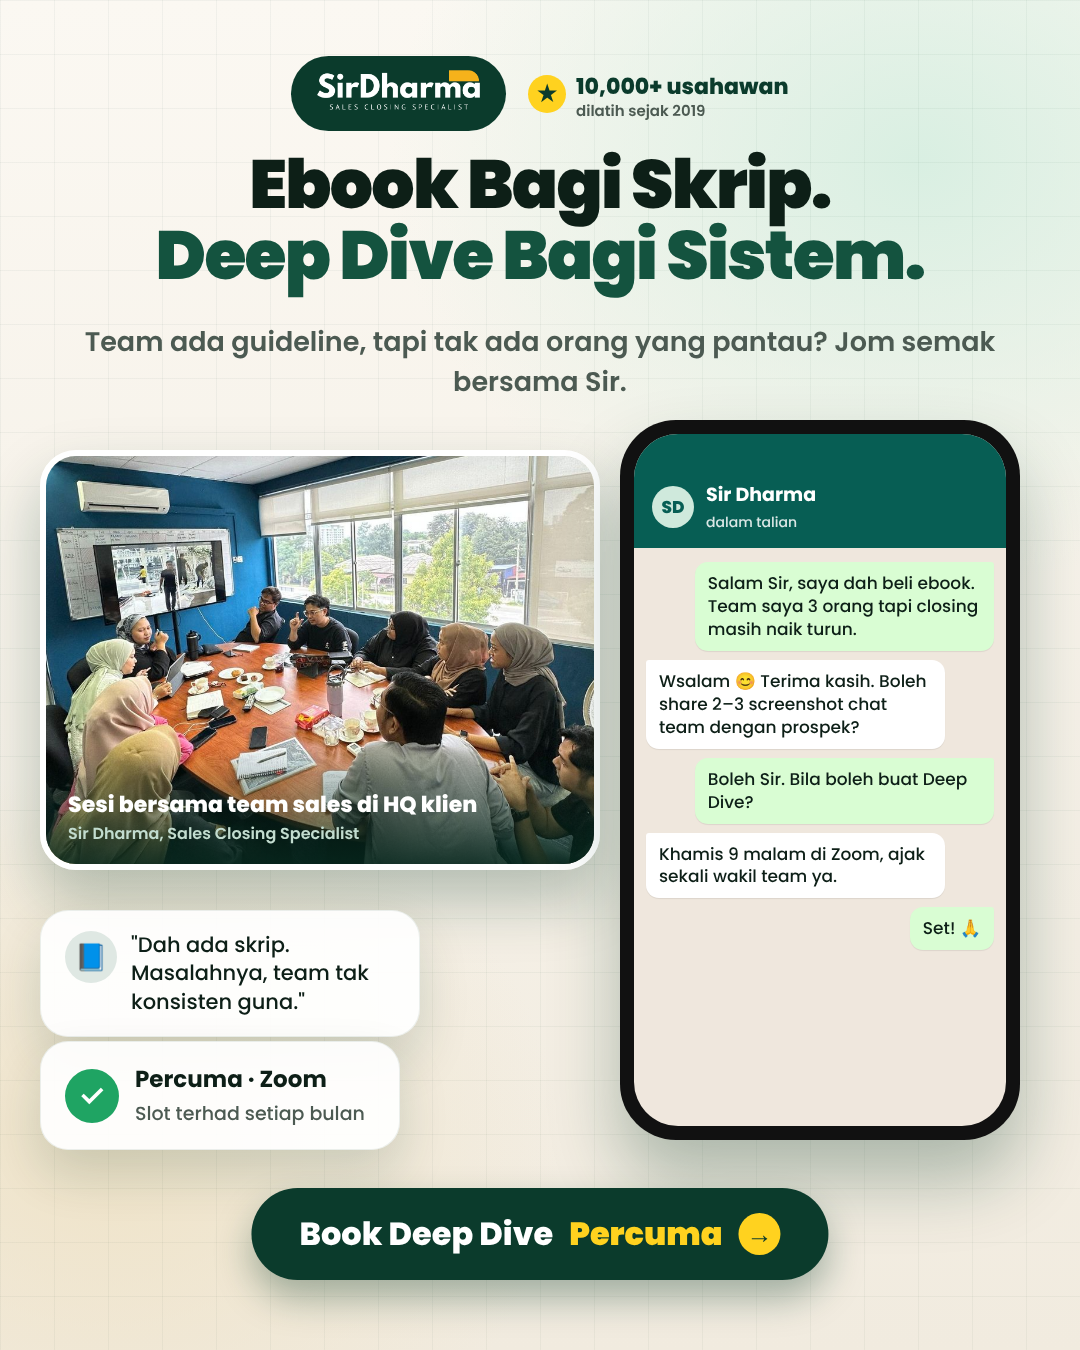 SirDharma
SALES CLOSING SPECIALIST
10,000+ usahawan
dilatih sejak 2019
Ebook Bagi Skrip.
Deep Dive Bagi Sistem.
Team ada guideline, tapi tak ada orang yang pantau? Jom semak
bersama Sir.
Sesi bersama team sales di HQ klien
Sir Dharma, Sales Closing Specialist
"Dah ada skrip.
Masalahnya, team tak
konsisten guna."
Percuma · Zoom
Slot terhad setiap bulan
SD
Sir Dharma
dalam talian
Salam Sir, saya dah beli ebook.
Team saya 3 orang tapi closing
masih naik turun.
Wsalam 😊 Terima kasih. Boleh
share 2–3 screenshot chat
team dengan prospek?
Boleh Sir. Bila boleh buat Deep
Dive?
Khamis 9 malam di Zoom, ajak
sekali wakil team ya.
Set! 🙏
Book Deep Dive Percuma →